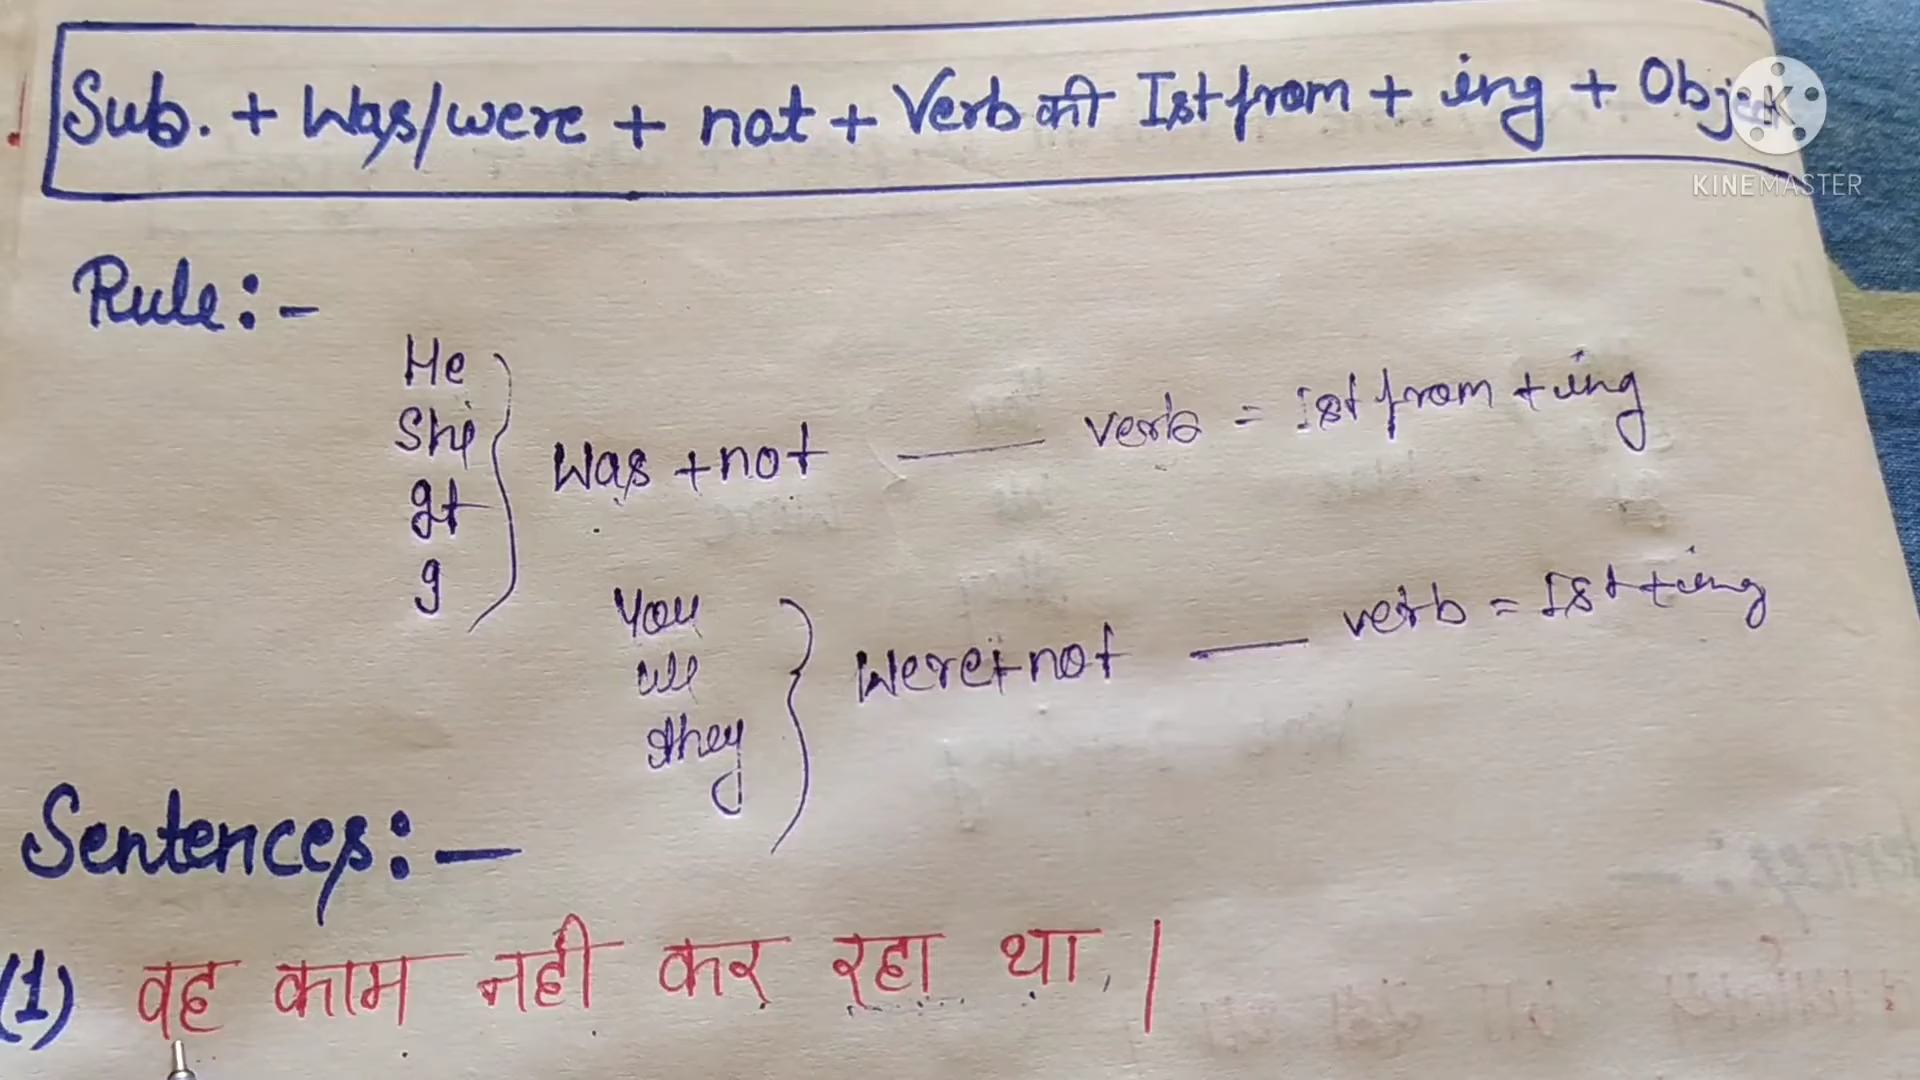 Sub. + Was/were + not + Verb की Ist from + ing + Obje
KINEMASTER
Rule:-
He
She
It
I
Was + not — verb = Ist from + ing
You
we
they
Were + not — verb = Ist + ing
Sentences:-
(1) वह काम नही कर रहा था।